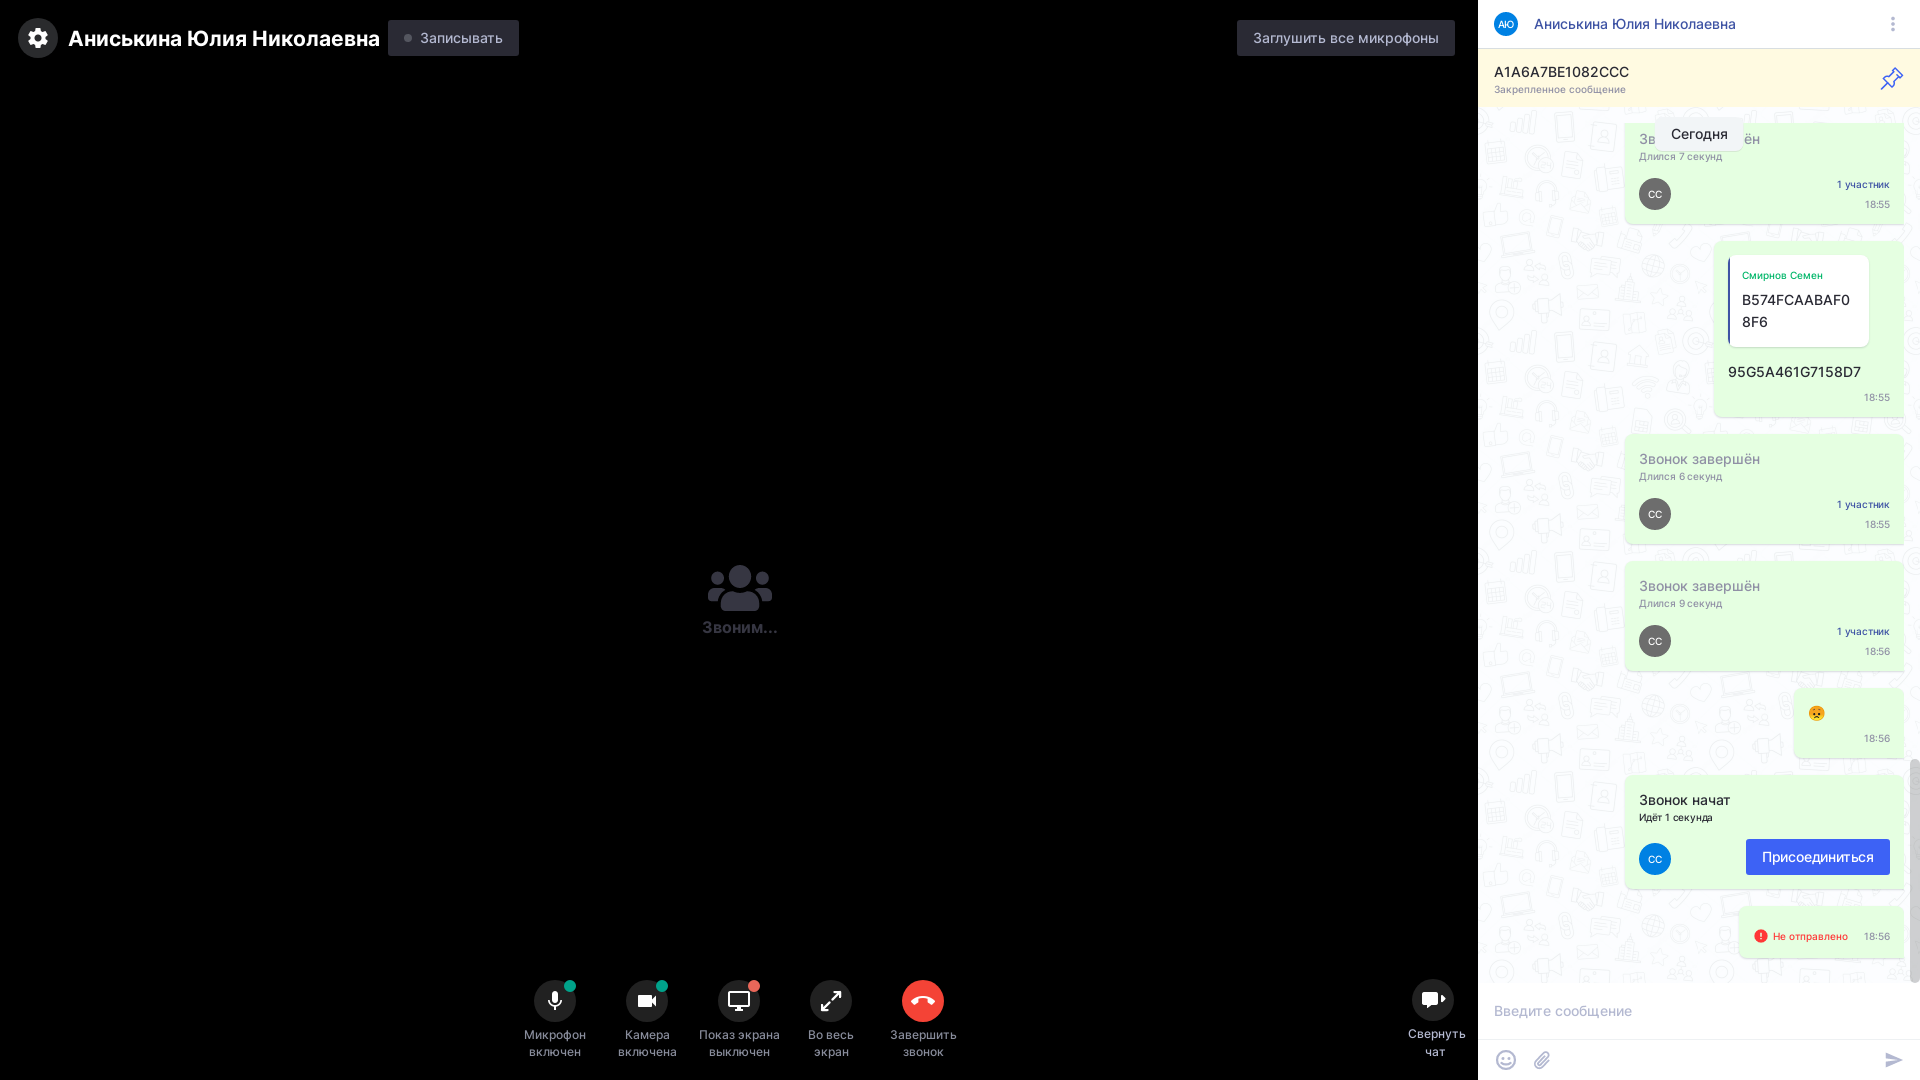 Аниськина Юлия Николаевна
Записывать
Заглушить все микрофоны
Звоним...
Микрофон
включен
Камера
включена
Показ экрана
выключен
Во весь
экран
Завершить
звонок
Свернуть
чат
АЮ
Аниськина Юлия Николаевна
A1A6A7BE1082CCC
Закрепленное сообщение
Сегодня
Длился 7 секунд
СС
1 участник
18:55
Смирнов Семен
B574FCAABAF0
8F6
95G5A461G7158D7
18:55
Звонок завершён
Длился 6 секунд
СС
1 участник
18:55
Звонок завершён
Длился 9 секунд
СС
1 участник
18:56
18:56
Звонок начат
Идёт 1 секунда
СС
Присоединиться
Не отправлено
18:56
Введите сообщение